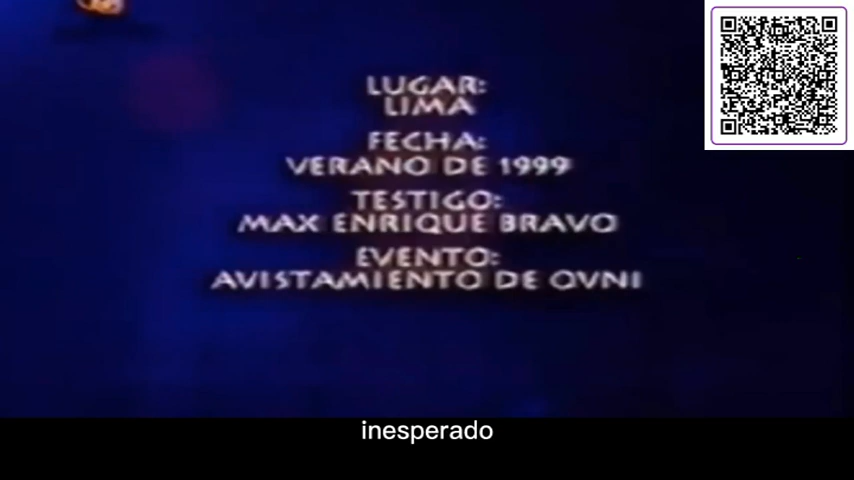 LUGAR:
LIMA
FECHA:
VERANO DE 1999
TESTIGO:
MAX ENRIQUE BRAVO
EVENTO:
AVISTAMIENTO DE OVNI
inesperado